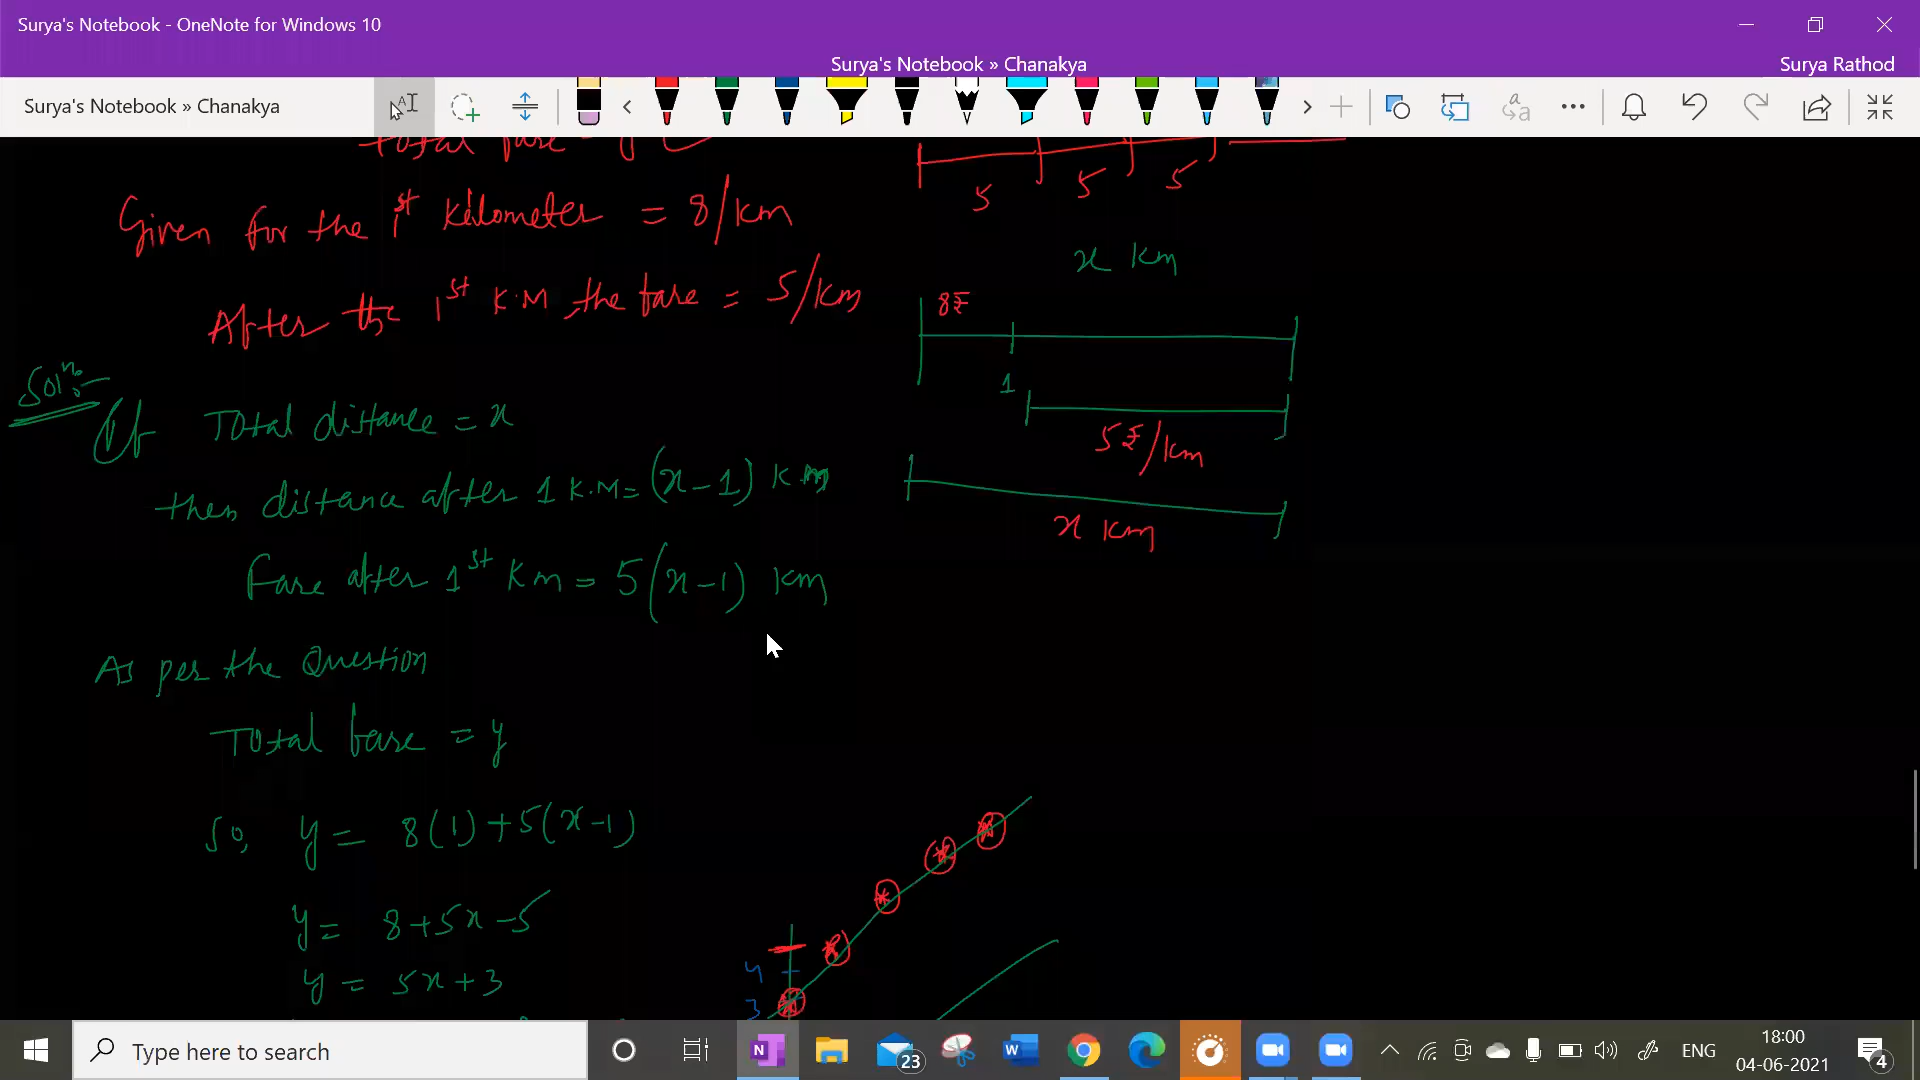 Surya's Notebook - OneNote for Windows 10
Surya's Notebook » Chanakya
Surya Rathod
Surya's Notebook » Chanakya
Total fare =
Given for the 1st kilometer = 8/km
After the 1st K.M, the fare = 5/km
5 5 5
x km
8₹
1
5₹/km
x km
Soln:-
If Total distance = x
then distance after 1 K.M = (x-1) K.M
Fare after 1st Km = 5(x-1) km
As per the Question
Total fare = y
So, y = 8(1)+5(x-1)
y = 8+5x-5
y = 5x+3
4
3
Type here to search
23
ENG
18:00
04-06-2021
4